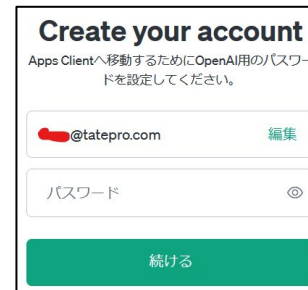 Create your account
Apps Clientへ移動するためにOpenAI用のパスワー
ドを設定してください。
@tatepro.com 編集
パスワード
続ける